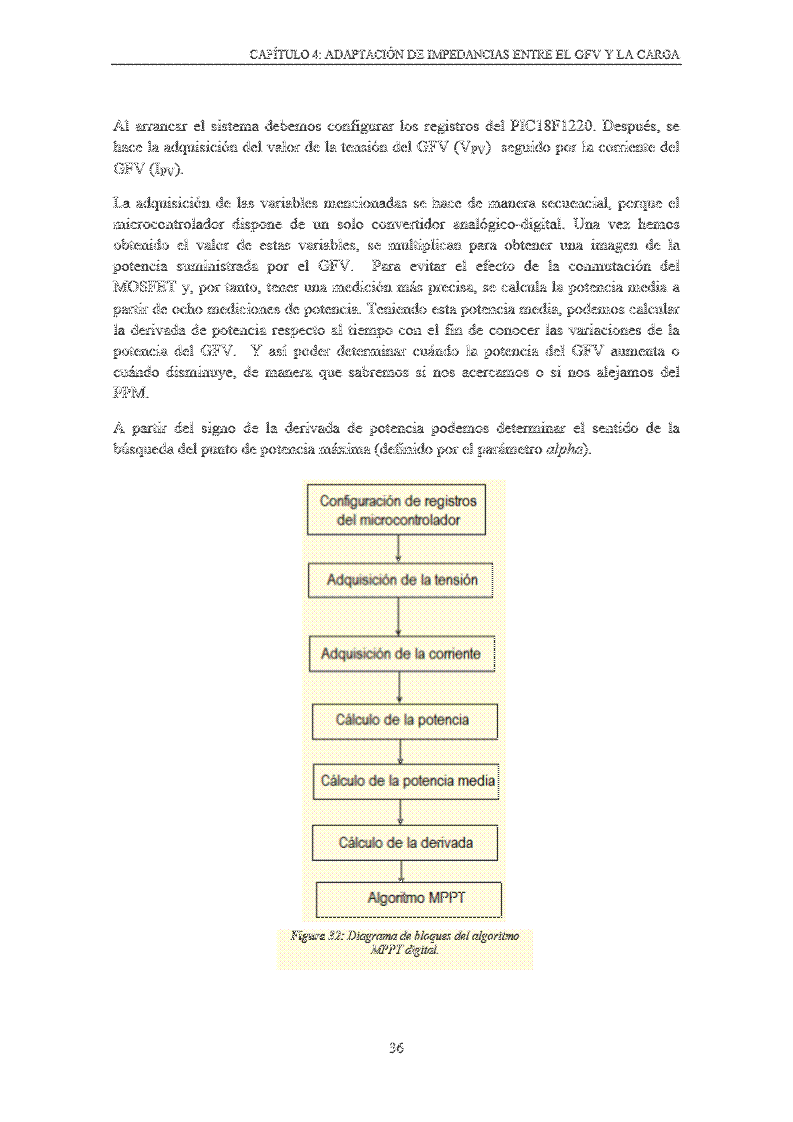 CAPÍTULO 4: ADAPTACIÓN DE IMPEDANCIAS ENTRE EL GFV Y LA CARGA
Al arrancar el sistema debemos configurar los registros del PIC18F1220. Después, se
hace la adquisición del valor de la tensión del GFV (VPV) seguido por la corriente del
GFV (IPV).
La adquisición de las variables mencionadas se hace de manera secuencial, porque el
microcontrolador dispone de un solo convertidor analógico-digital. Una vez hemos
obtenido el valor de estas variables, se multiplican para obtener una imagen de la
potencia suministrada por el GFV. Para evitar el efecto de la conmutación del
MOSFET y, por tanto, tener una medición más precisa, se calcula la potencia media a
partir de ocho mediciones de potencia. Teniendo esta potencia media, podemos calcular
la derivada de potencia respecto al tiempo con el fin de conocer las variaciones de la
potencia del GFV. Y así poder determinar cuándo la potencia del GFV aumenta o
cuándo disminuye, de manera que sabremos si nos acercamos o si nos alejamos del
PPM.
A partir del signo de la derivada de potencia podemos determinar el sentido de la
búsqueda del punto de potencia máxima (definido por el parámetro alpha).
Configuración de registros
del microcontrolador
Adquisición de la tensión
Adquisición de la corriente
Cálculo de la potencia
Cálculo de la potencia media
Cálculo de la derivada
Algoritmo MPPT
Figura 32: Diagrama de bloques del algoritmo
MPPT digital.
36